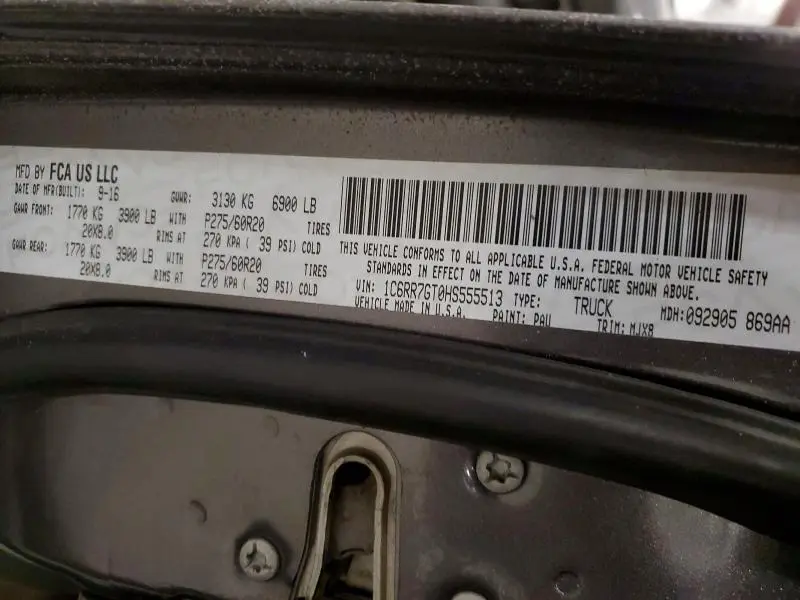 MFD BY FCA US LLC
DATE OF MFR(BUILT): 9-16 GVWR: 3130 KG 6900 LB
GAWR FRONT: 1770 KG 3900 LB WITH P275/60R20 TIRES
20X8.0 RIMS AT 270 KPA ( 39 PSI) COLD
GAWR REAR: 1770 KG 3900 LB WITH P275/60R20 TIRES
20X8.0 RIMS AT 270 KPA ( 39 PSI) COLD
THIS VEHICLE CONFORMS TO ALL APPLICABLE U.S.A. FEDERAL MOTOR VEHICLE SAFETY
STANDARDS IN EFFECT ON THE DATE OF MANUFACTURE SHOWN ABOVE.
VIN: 1C6RR7GT0HS555513 TYPE: TRUCK MDH: 092905 869AA
VEHICLE MADE IN U.S.A. PAINT: PAU TRIM: MJX8